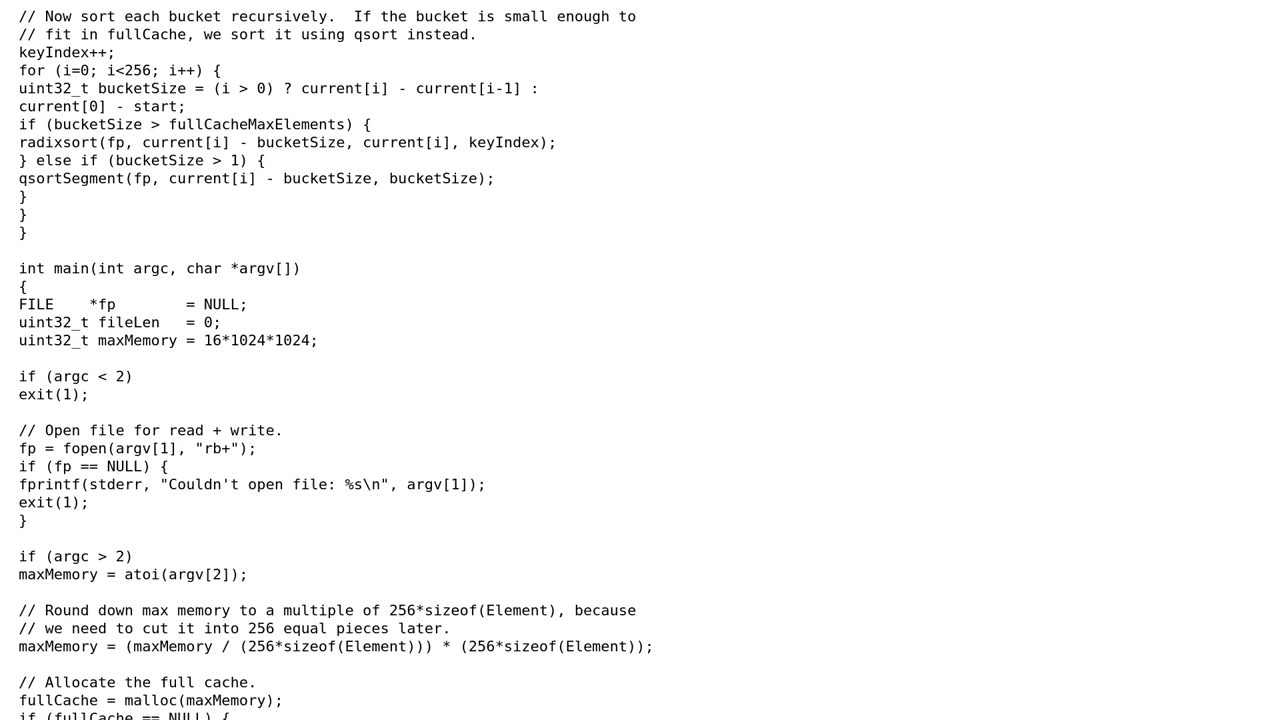 // Now sort each bucket recursively.  If the bucket is small enough to
// fit in fullCache, we sort it using qsort instead.
keyIndex++;
for (i=0; i<256; i++) {
uint32_t bucketSize = (i > 0) ? current[i] - current[i-1] :
current[0] - start;
if (bucketSize > fullCacheMaxElements) {
radixsort(fp, current[i] - bucketSize, current[i], keyIndex);
} else if (bucketSize > 1) {
qsortSegment(fp, current[i] - bucketSize, bucketSize);
}
}
}

int main(int argc, char *argv[])
{
FILE    *fp        = NULL;
uint32_t fileLen   = 0;
uint32_t maxMemory = 16*1024*1024;

if (argc < 2)
exit(1);

// Open file for read + write.
fp = fopen(argv[1], "rb+");
if (fp == NULL) {
fprintf(stderr, "Couldn't open file: %s\n", argv[1]);
exit(1);
}

if (argc > 2)
maxMemory = atoi(argv[2]);

// Round down max memory to a multiple of 256*sizeof(Element), because
// we need to cut it into 256 equal pieces later.
maxMemory = (maxMemory / (256*sizeof(Element))) * (256*sizeof(Element));

// Allocate the full cache.
fullCache = malloc(maxMemory);
if (fullCache == NULL) {